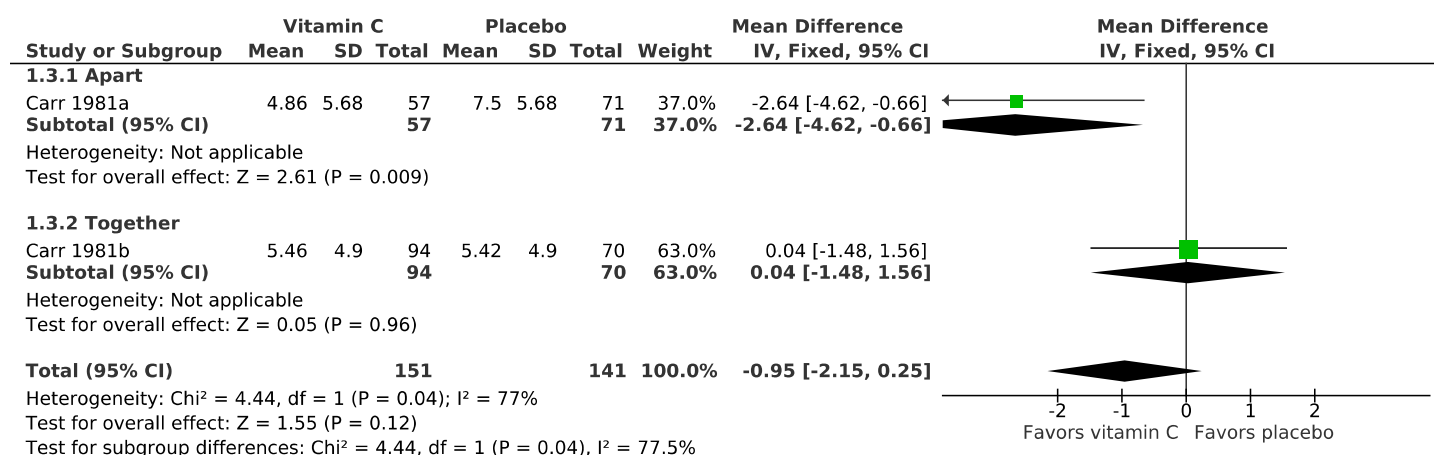 Vitamin C Placebo Mean Difference Mean Difference
Study or Subgroup Mean SD Total Mean SD Total Weight IV, Fixed, 95% CI IV, Fixed, 95% CI
1.3.1 Apart
Carr 1981a 4.86 5.68 57 7.5 5.68 71 37.0% -2.64 [-4.62, -0.66]
Subtotal (95% CI) 57 71 37.0% -2.64 [-4.62, -0.66]
Heterogeneity: Not applicable
Test for overall effect: Z = 2.61 (P = 0.009)
1.3.2 Together
Carr 1981b 5.46 4.9 94 5.42 4.9 70 63.0% 0.04 [-1.48, 1.56]
Subtotal (95% CI) 94 70 63.0% 0.04 [-1.48, 1.56]
Heterogeneity: Not applicable
Test for overall effect: Z = 0.05 (P = 0.96)
Total (95% CI) 151 141 100.0% -0.95 [-2.15, 0.25]
Heterogeneity: Chi² = 4.44, df = 1 (P = 0.04); I² = 77%
-2 -1 0 1 2
Test for overall effect: Z = 1.55 (P = 0.12)
Favors vitamin C Favors placebo
Test for subgroup differences: Chi² = 4.44, df = 1 (P = 0.04), I² = 77.5%